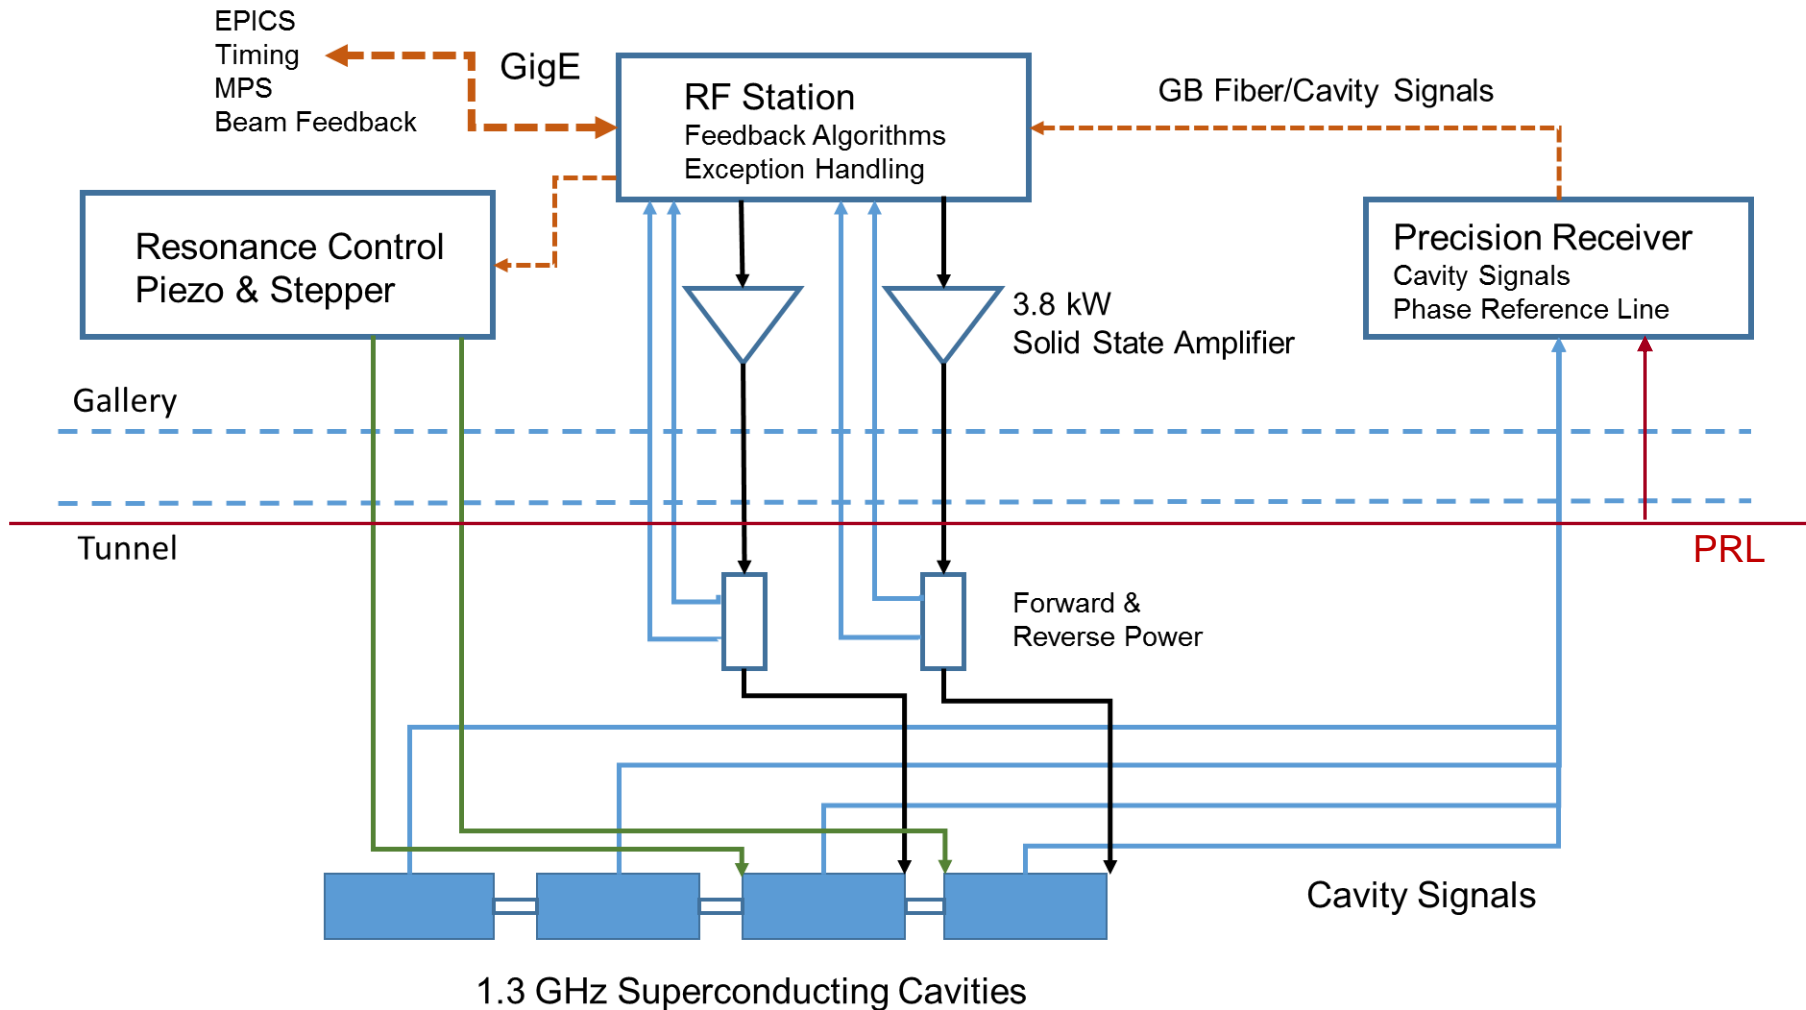 EPICS
Timing
MPS
Beam Feedback
GigE
RF Station
Feedback Algorithms
Exception Handling
GB Fiber/Cavity Signals
Resonance Control
Piezo & Stepper
Precision Receiver
Cavity Signals
Phase Reference Line
3.8 kW
Solid State Amplifier
Gallery
Tunnel
PRL
Forward &
Reverse Power
Cavity Signals
1.3 GHz Superconducting Cavities